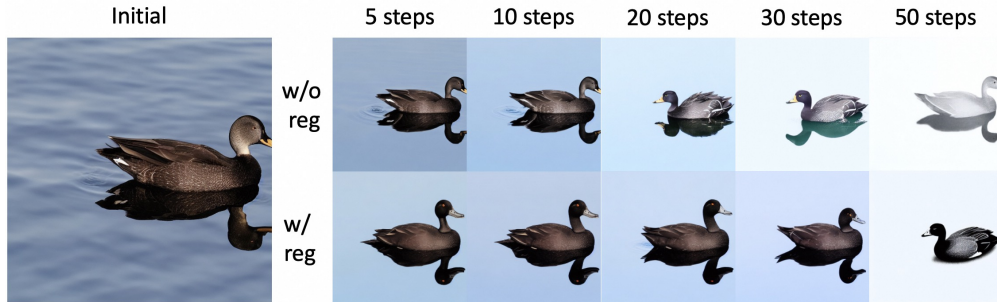 Initial
5 steps
10 steps
20 steps
30 steps
50 steps
w/o
reg
w/
reg